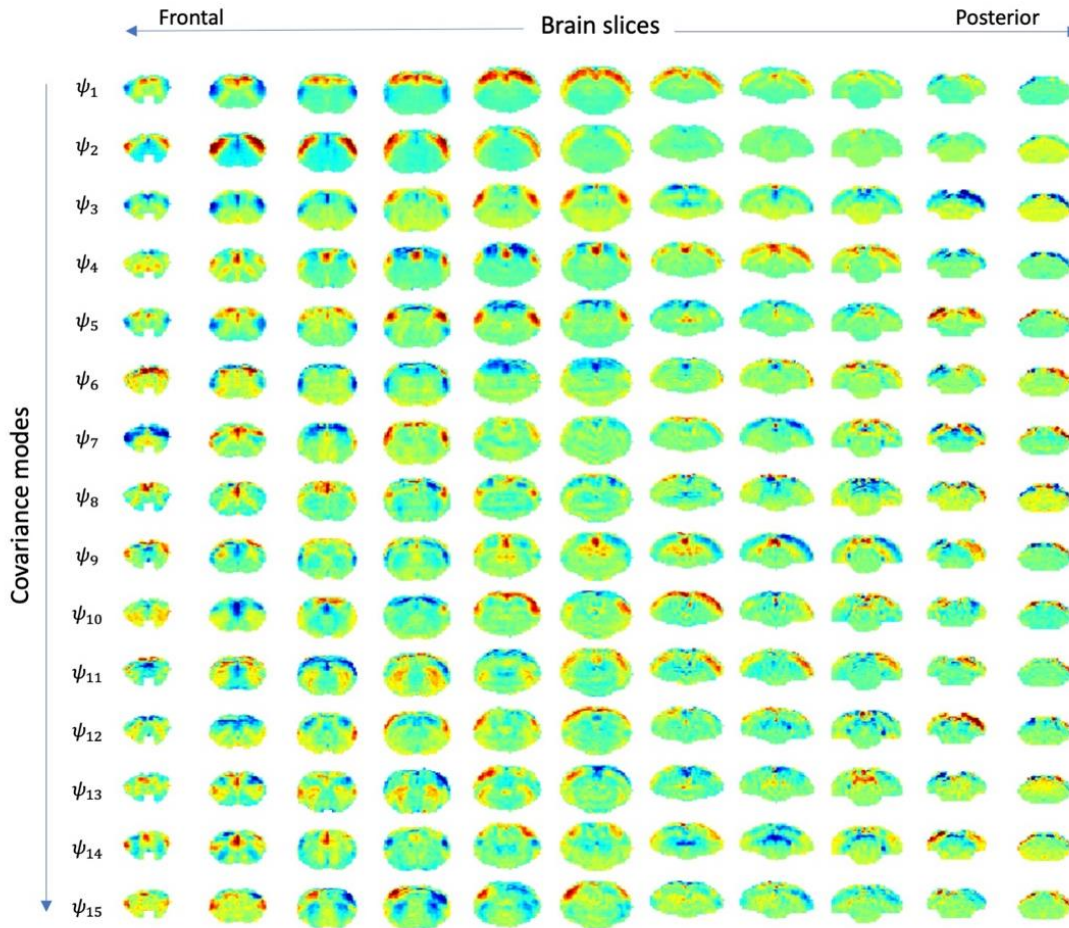 Frontal
Brain slices
Posterior
Covariance modes
ψ₁
ψ₂
ψ₃
ψ₄
ψ₅
ψ₆
ψ₇
ψ₈
ψ₉
ψ₁₀
ψ₁₁
ψ₁₂
ψ₁₃
ψ₁₄
ψ₁₅